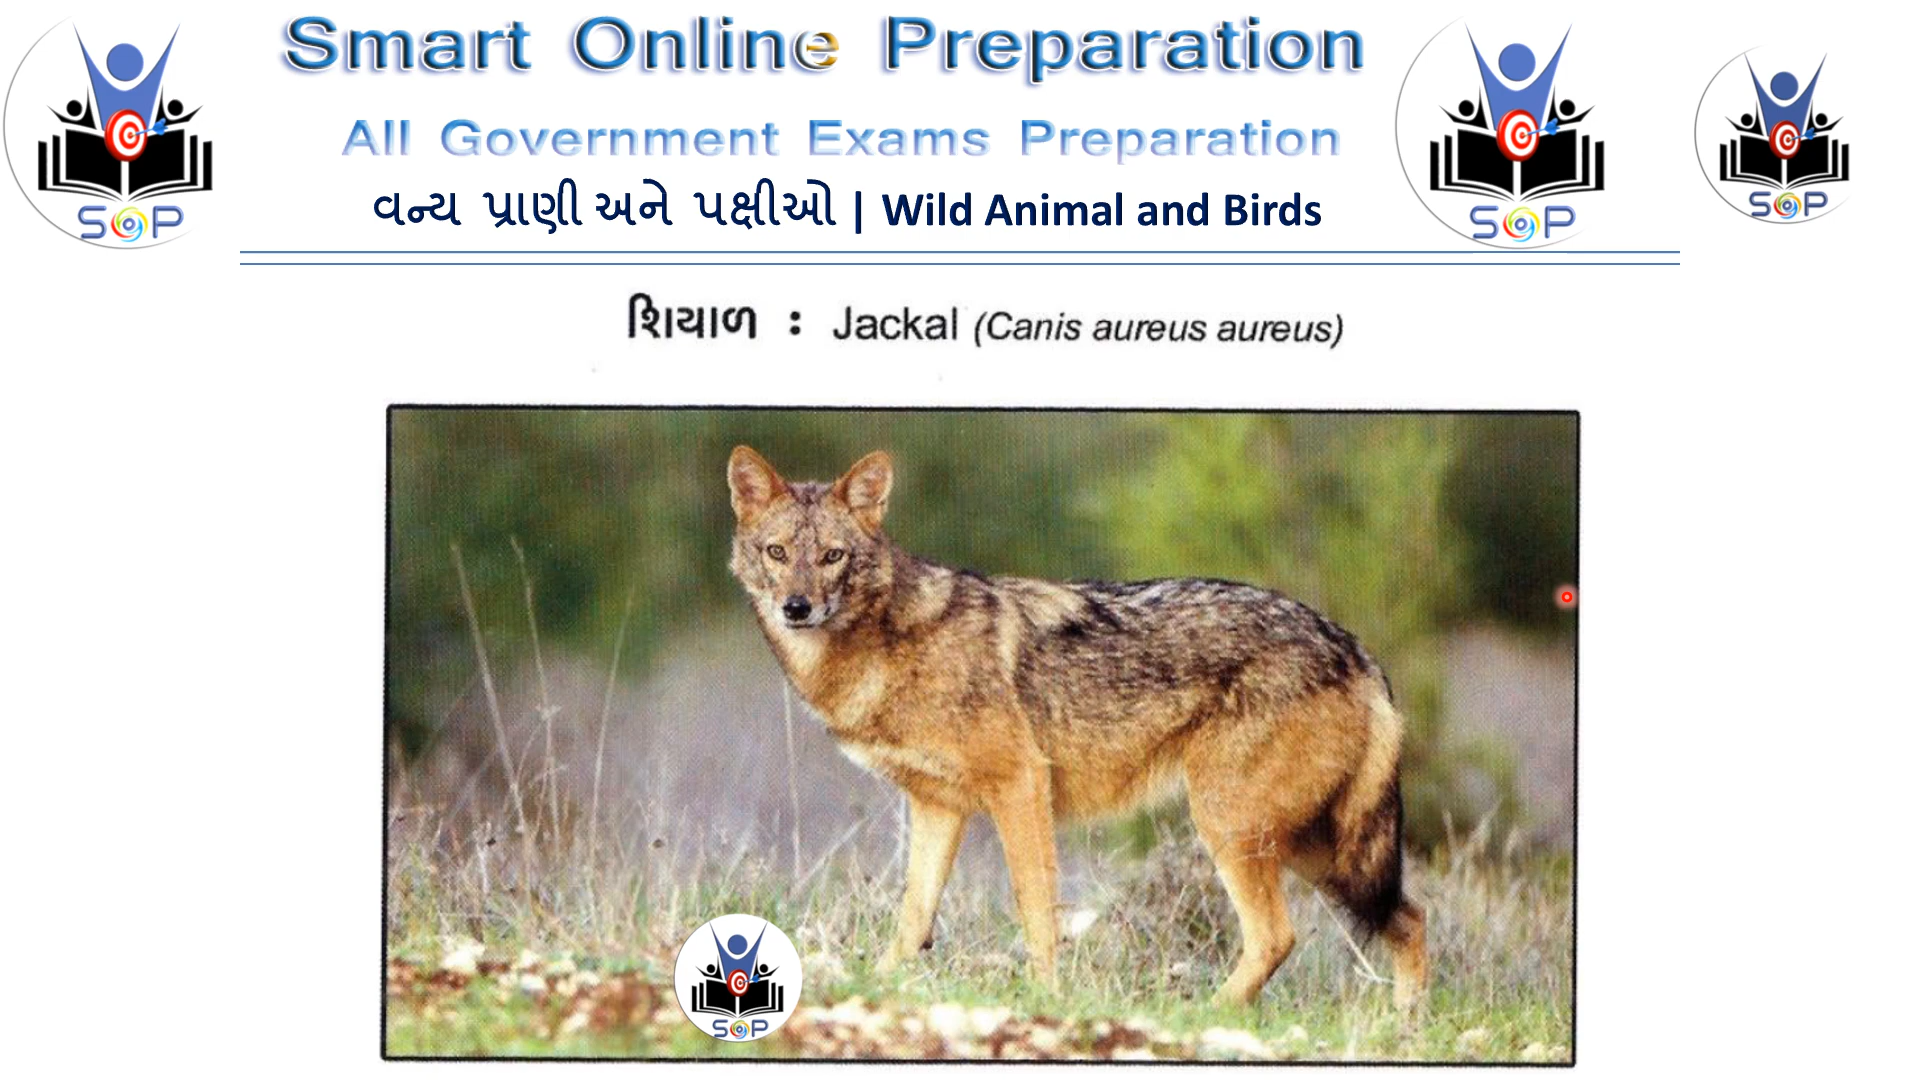 Smart Online Preparation
All Government Exams Preparation
વન્ય પ્રાણી અને પક્ષીઓ | Wild Animal and Birds
SOP
SOP
SOP
શિયાળ : Jackal (Canis aureus aureus)
SOP